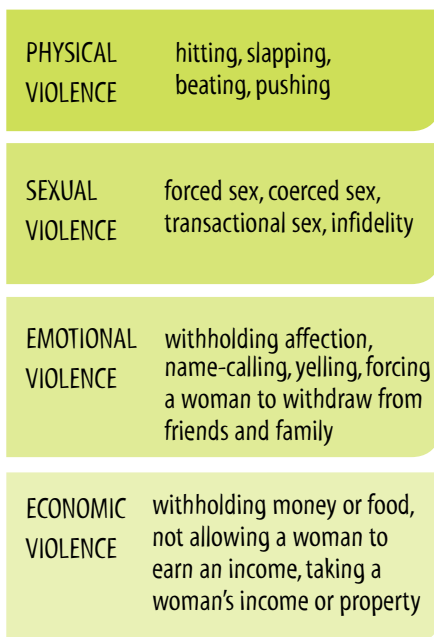 PHYSICAL
VIOLENCE
hitting, slapping,
beating, pushing
SEXUAL
VIOLENCE
forced sex, coerced sex,
transactional sex, infidelity
EMOTIONAL
VIOLENCE
withholding affection,
name-calling, yelling, forcing
a woman to withdraw from
friends and family
ECONOMIC
VIOLENCE
withholding money or food,
not allowing a woman to
earn an income, taking a
woman's income or property